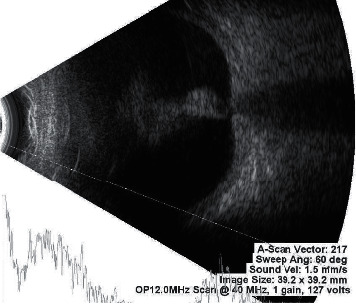 A-Scan Vector: 217
Sweep Ang: 60 deg
Sound Vel: 1.5 mm/s
Image Size: 39.2 x 39.2 mm
OP12.0MHz Scan @ 40 MHz, 1 gain, 127 volts